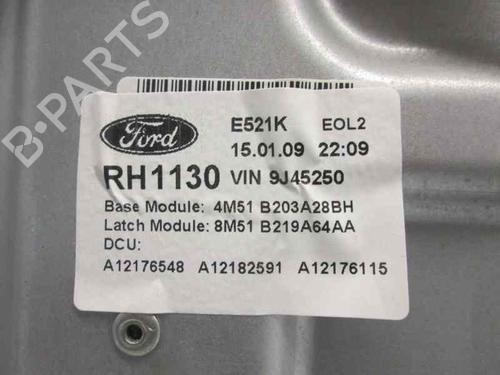 B-PARTS
Ford
E521K EOL2
15.01.09 22:09
RH1130 VIN 9J45250
Base Module: 4M51 B203A28BH
Latch Module: 8M51 B219A64AA
DCU:
A12176548 A12182591 A12176115